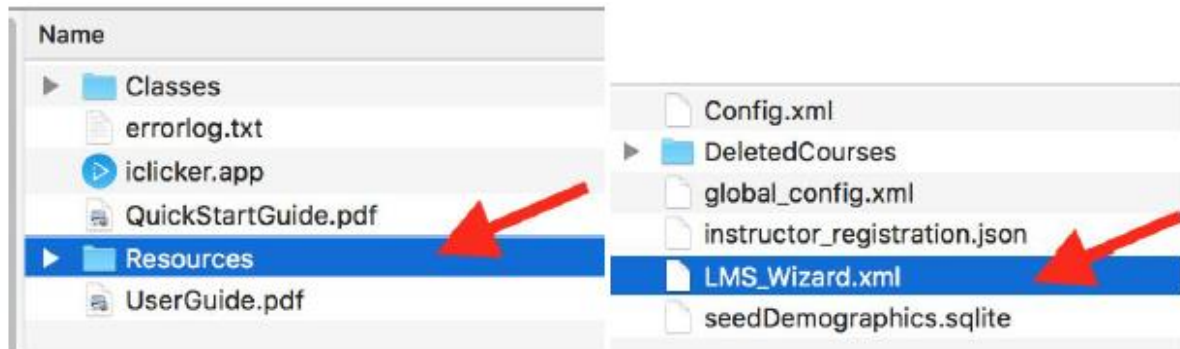 Name
Classes
errorlog.txt
iclicker.app
QuickStartGuide.pdf
Resources
UserGuide.pdf
Config.xml
DeletedCourses
global_config.xml
instructor_registration.json
LMS_Wizard.xml
seedDemographics.sqlite